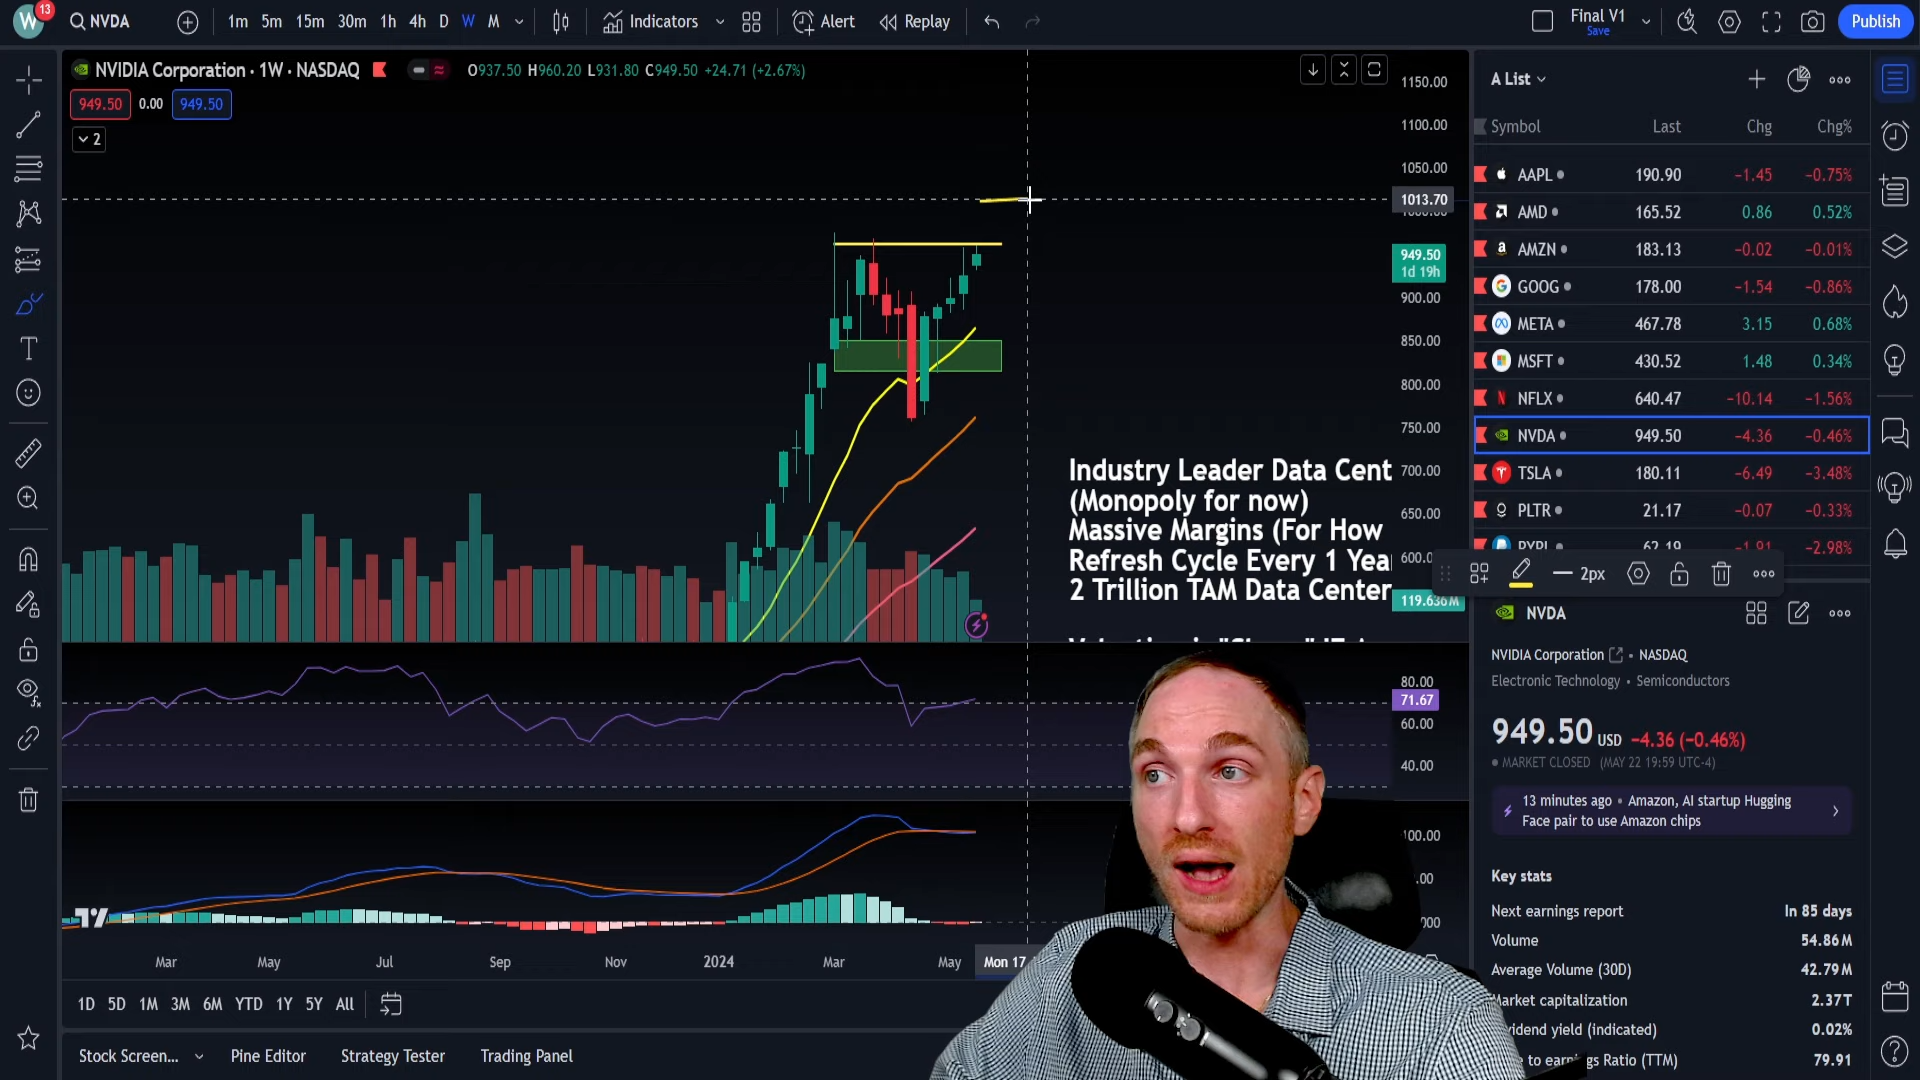 W 13 NVDA 1m 5m 15m 30m 1h 4h D W M Indicators Alert Replay Final V1 Save Publish
NVIDIA Corporation · 1W · NASDAQ O937.50 H960.20 L931.80 C949.50 +24.71 (+2.67%)
949.50 0.00 949.50
2
1150.00
1100.00
1050.00
1013.70
949.50
1d 19h
900.00
850.00
800.00
750.00
700.00
650.00
119.636M
Industry Leader Data Cent
(Monopoly for now)
Massive Margins (For How
Refresh Cycle Every 1 Yea
2 Trillion TAM Data Center
80.00
71.67
60.00
40.00
100.00
Mar May Jul Sep Nov 2024 Mar May Mon 17
1D 5D 1M 3M 6M YTD 1Y 5Y All
Stock Screen... Pine Editor Strategy Tester Trading Panel
A List
Symbol Last Chg Chg%
AAPL 190.90 −1.45 −0.75%
AMD 165.52 0.86 0.52%
AMZN 183.13 −0.02 −0.01%
GOOG 178.00 −1.54 −0.86%
META 467.78 3.15 0.68%
MSFT 430.52 1.48 0.34%
NFLX 640.47 −10.14 −1.56%
NVDA 949.50 −4.36 −0.46%
TSLA 180.11 −6.49 −3.48%
PLTR 21.17 −0.07 −0.33%
PYPL 62.19 −1.91 −2.98%
2px
NVDA
NVIDIA Corporation • NASDAQ
Electronic Technology • Semiconductors
949.50 USD −4.36 (−0.46%)
MARKET CLOSED (MAY 22 19:59 UTC-4)
13 minutes ago • Amazon, AI startup Hugging
Face pair to use Amazon chips
Key stats
Next earnings report In 85 days
Volume 54.86M
Average Volume (30D) 42.79M
Market capitalization 2.37T
dividend yield (indicated) 0.02%
Ratio (TTM) 79.91